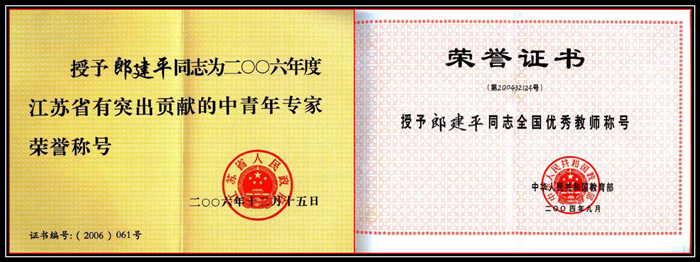 授予郎建平同志为二〇〇六年度
江苏省有突出贡献的中青年专家
荣誉称号
江苏省人民政府
二〇〇六年十二月十五日
证书编号:(2006)061号
荣誉证书
(第200432124号)
授予郎建平同志全国优秀教师称号
中华人民共和国教育部
中华人民共和国教育部
二〇〇四年九月